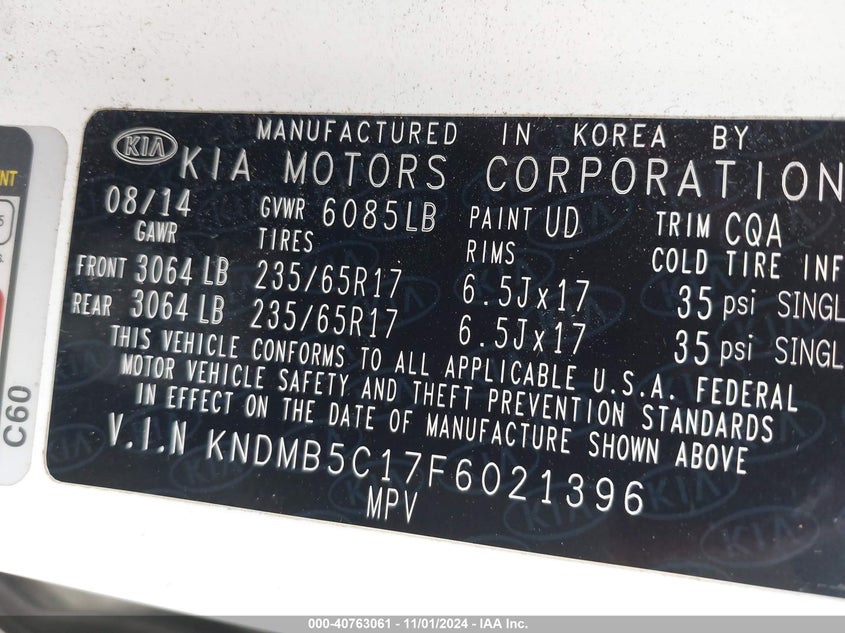 KIA
MANUFACTURED IN KOREA BY
KIA MOTORS CORPORATION
08/14 GVWR 6085LB PAINT UD TRIM CQA
GAWR TIRES RIMS COLD TIRE INF
FRONT 3064 LB 235/65R17 6.5Jx17 35 psi SINGL
REAR 3064 LB 235/65R17 6.5Jx17 35 psi SINGL
THIS VEHICLE CONFORMS TO ALL APPLICABLE U.S.A. FEDERAL
MOTOR VEHICLE SAFETY AND THEFT PREVENTION STANDARDS
IN EFFECT ON THE DATE OF MANUFACTURE SHOWN ABOVE
V.I.N KNDMB5C17F6021396
MPV
NT
5
C60
000-40763061 - 11/01/2024 - IAA Inc.